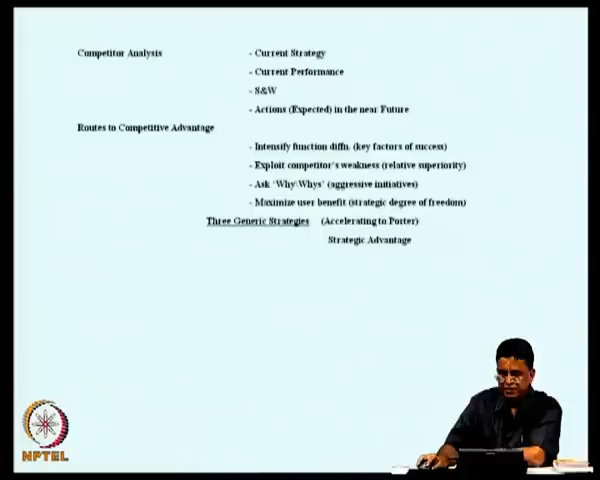 Competitor Analysis - Current Strategy
- Current Performance
- S&W
- Actions (Expected) in the near Future
Routes to Competitive Advantage
- Intensify function diffn. (key factors of success)
- Exploit competitor's weakness (relative superiority)
- Ask 'Why\Whys' (aggressive initiatives)
- Maximize user benefit (strategic degree of freedom)
Three Generic Strategies (Accelerating to Porter)
Strategic Advantage
NPTEL